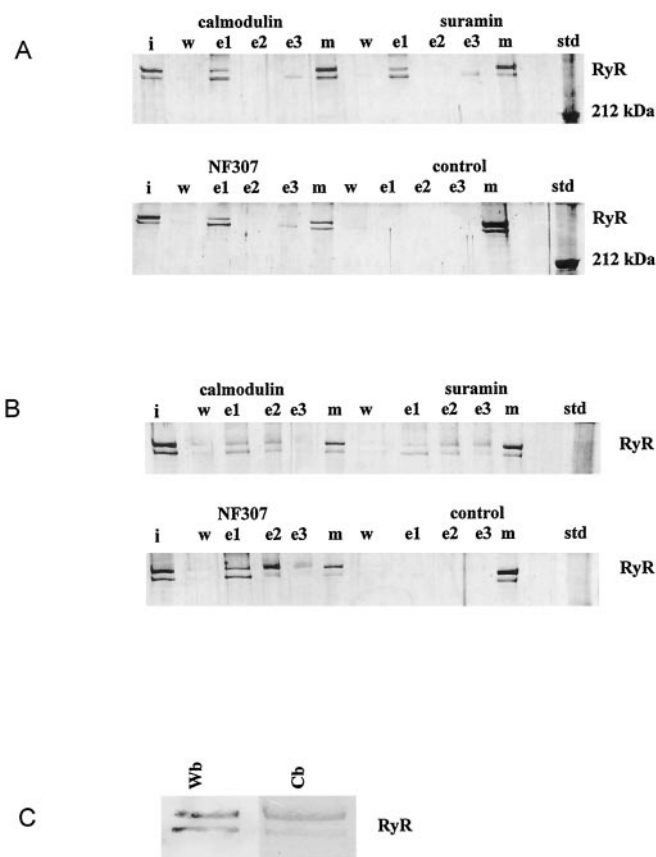 A
calmodulin suramin
i w e1 e2 e3 m w e1 e2 e3 m std
RyR
212 kDa
NF307 control
i w e1 e2 e3 m w e1 e2 e3 m std
RyR
212 kDa
B
calmodulin suramin
i w e1 e2 e3 m w e1 e2 e3 m std
RyR
NF307 control
w e1 e2 e3 m w e1 e2 e3 m std
i
RyR
Wb Cb
C
RyR